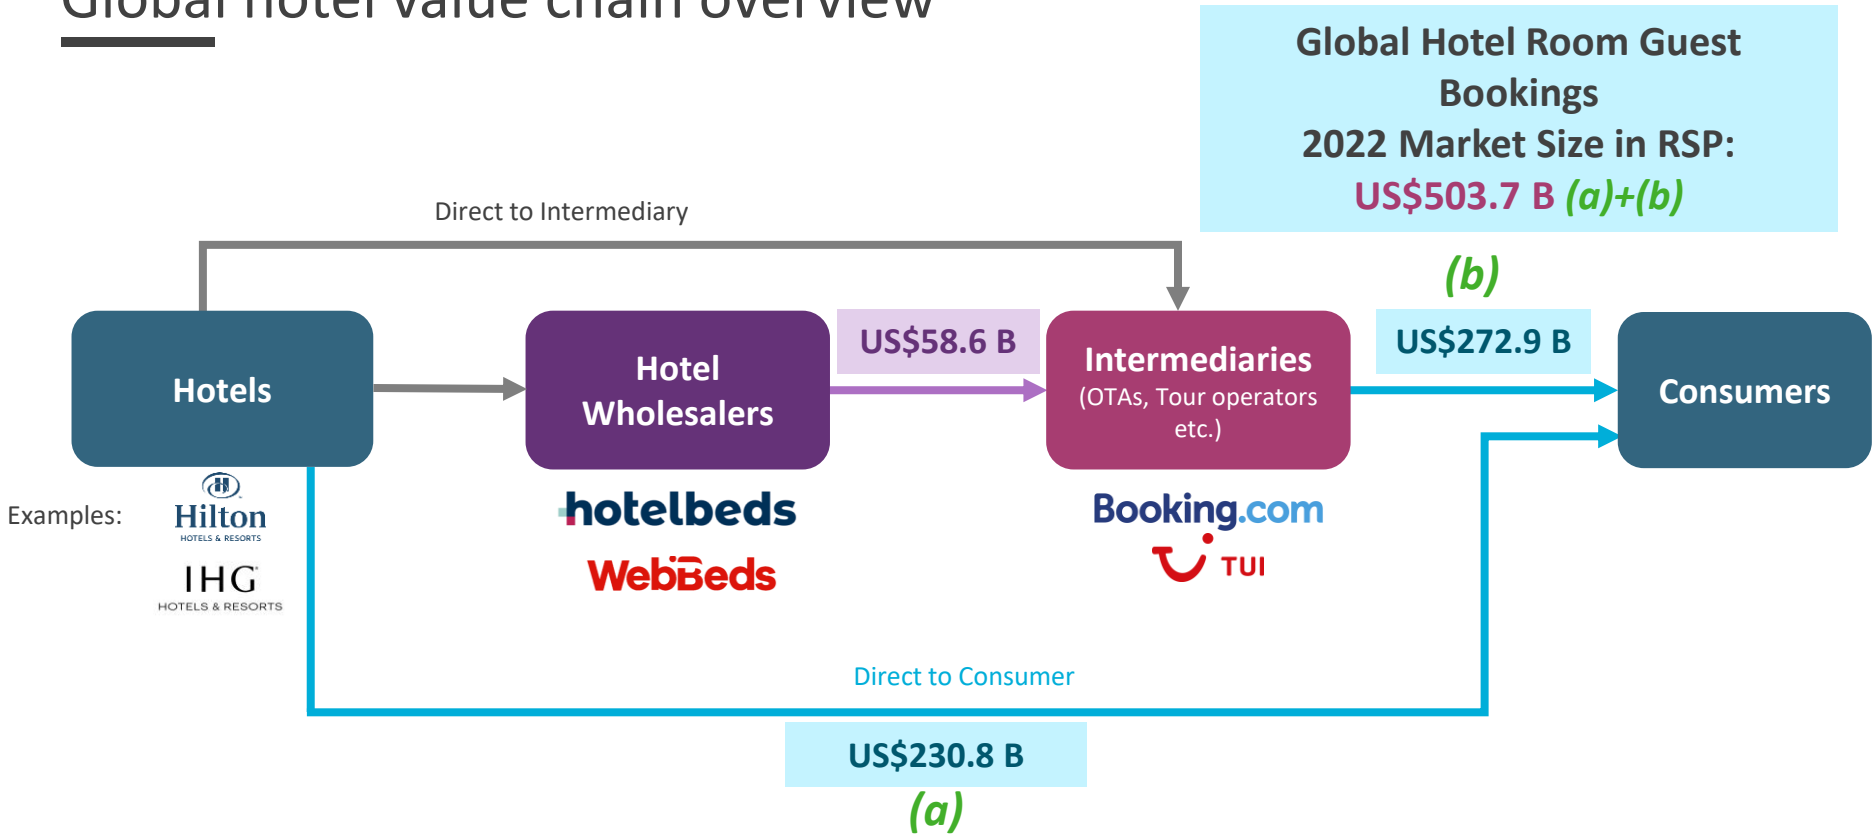 Global hotel value chain overview
Global Hotel Room Guest
Bookings
2022 Market Size in RSP:
US$503.7 B (a)+(b)
Direct to Intermediary
(b)
Hotels
Hotel
Wholesalers
US$58.6 B
Intermediaries
(OTAs, Tour operators
etc.)
US$272.9 B
Consumers
Examples:
H
Hilton
HOTELS & RESORTS
IHG
HOTELS & RESORTS
hotelbeds
WebBeds
Booking.com
TUI
Direct to Consumer
US$230.8 B
(a)